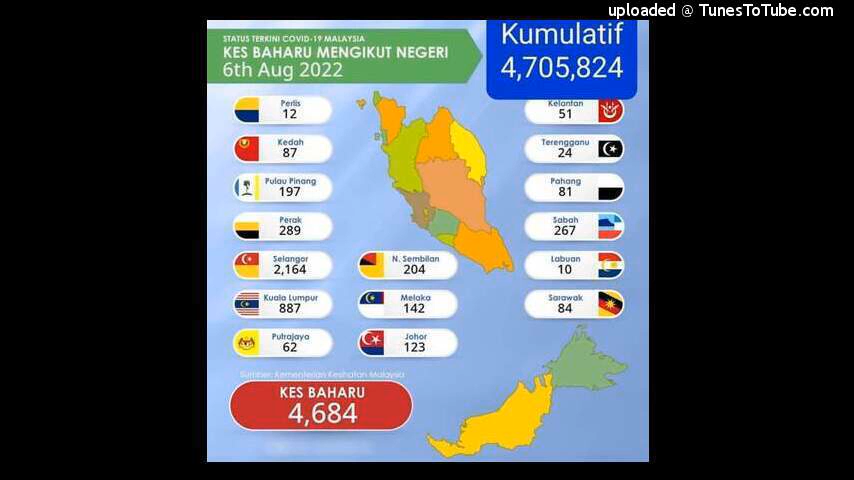 uploaded @ TunesToTube.com
STATUS TERKINI COVID-19 MALAYSIA
KES BAHARU MENGIKUT NEGERI
6th Aug 2022
Kumulatif
4,705,824
Perlis
12
Kedah
87
Pulau Pinang
197
Perak
289
Selangor
2,164
Kuala Lumpur
887
Putrajaya
62
N. Sembilan
204
Melaka
142
Johor
123
Kelantan
51
Terengganu
24
Pahang
81
Sabah
267
Labuan
10
Sarawak
84
Sumber: Kementerian Kesihatan Malaysia
KES BAHARU
4,684